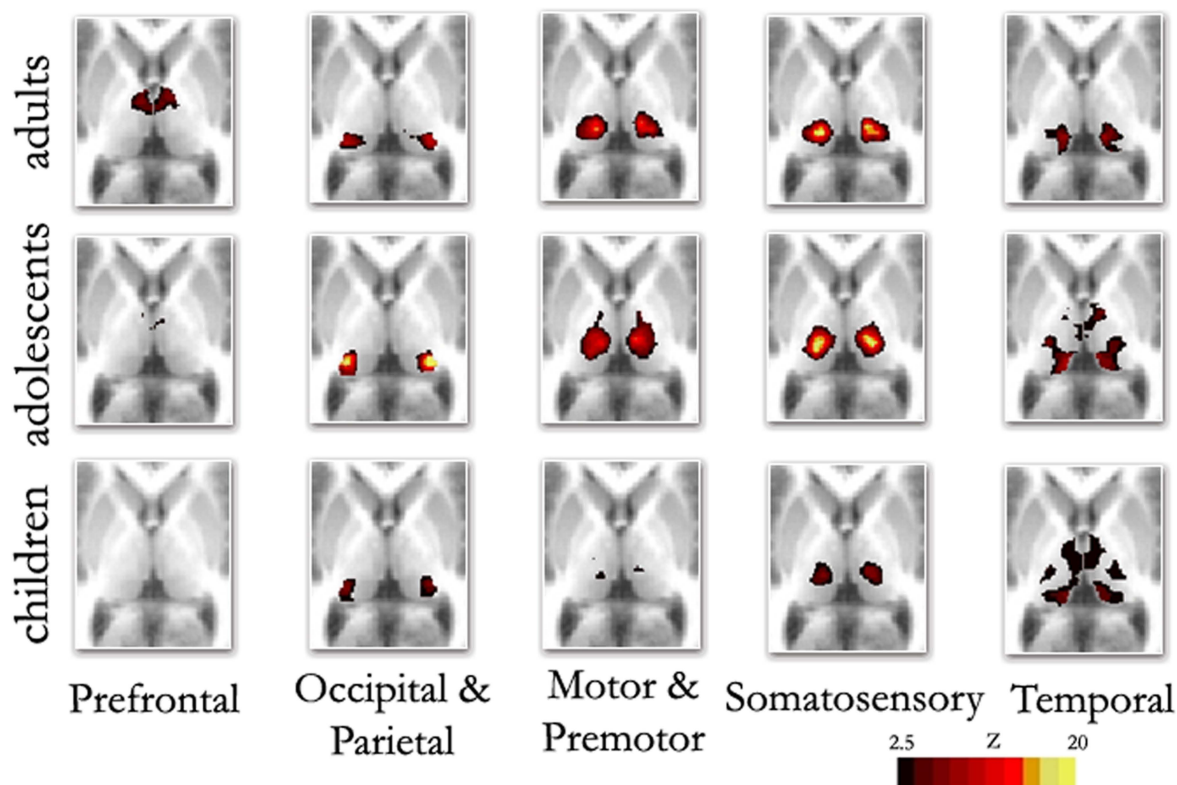 adults
adolescents
children
Prefrontal
Occipital &
Parietal
Motor &
Premotor
Somatosensory
Temporal
2.5 Z 20